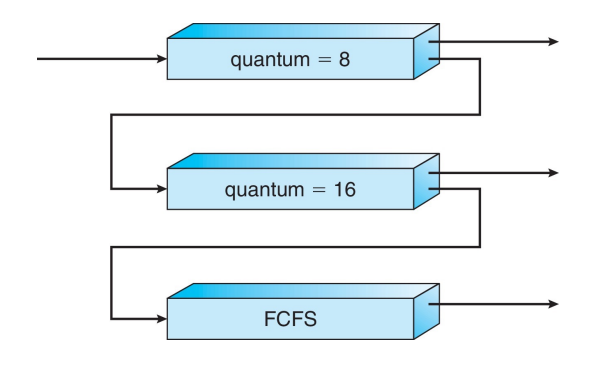 quantum = 8
quantum = 16
FCFS